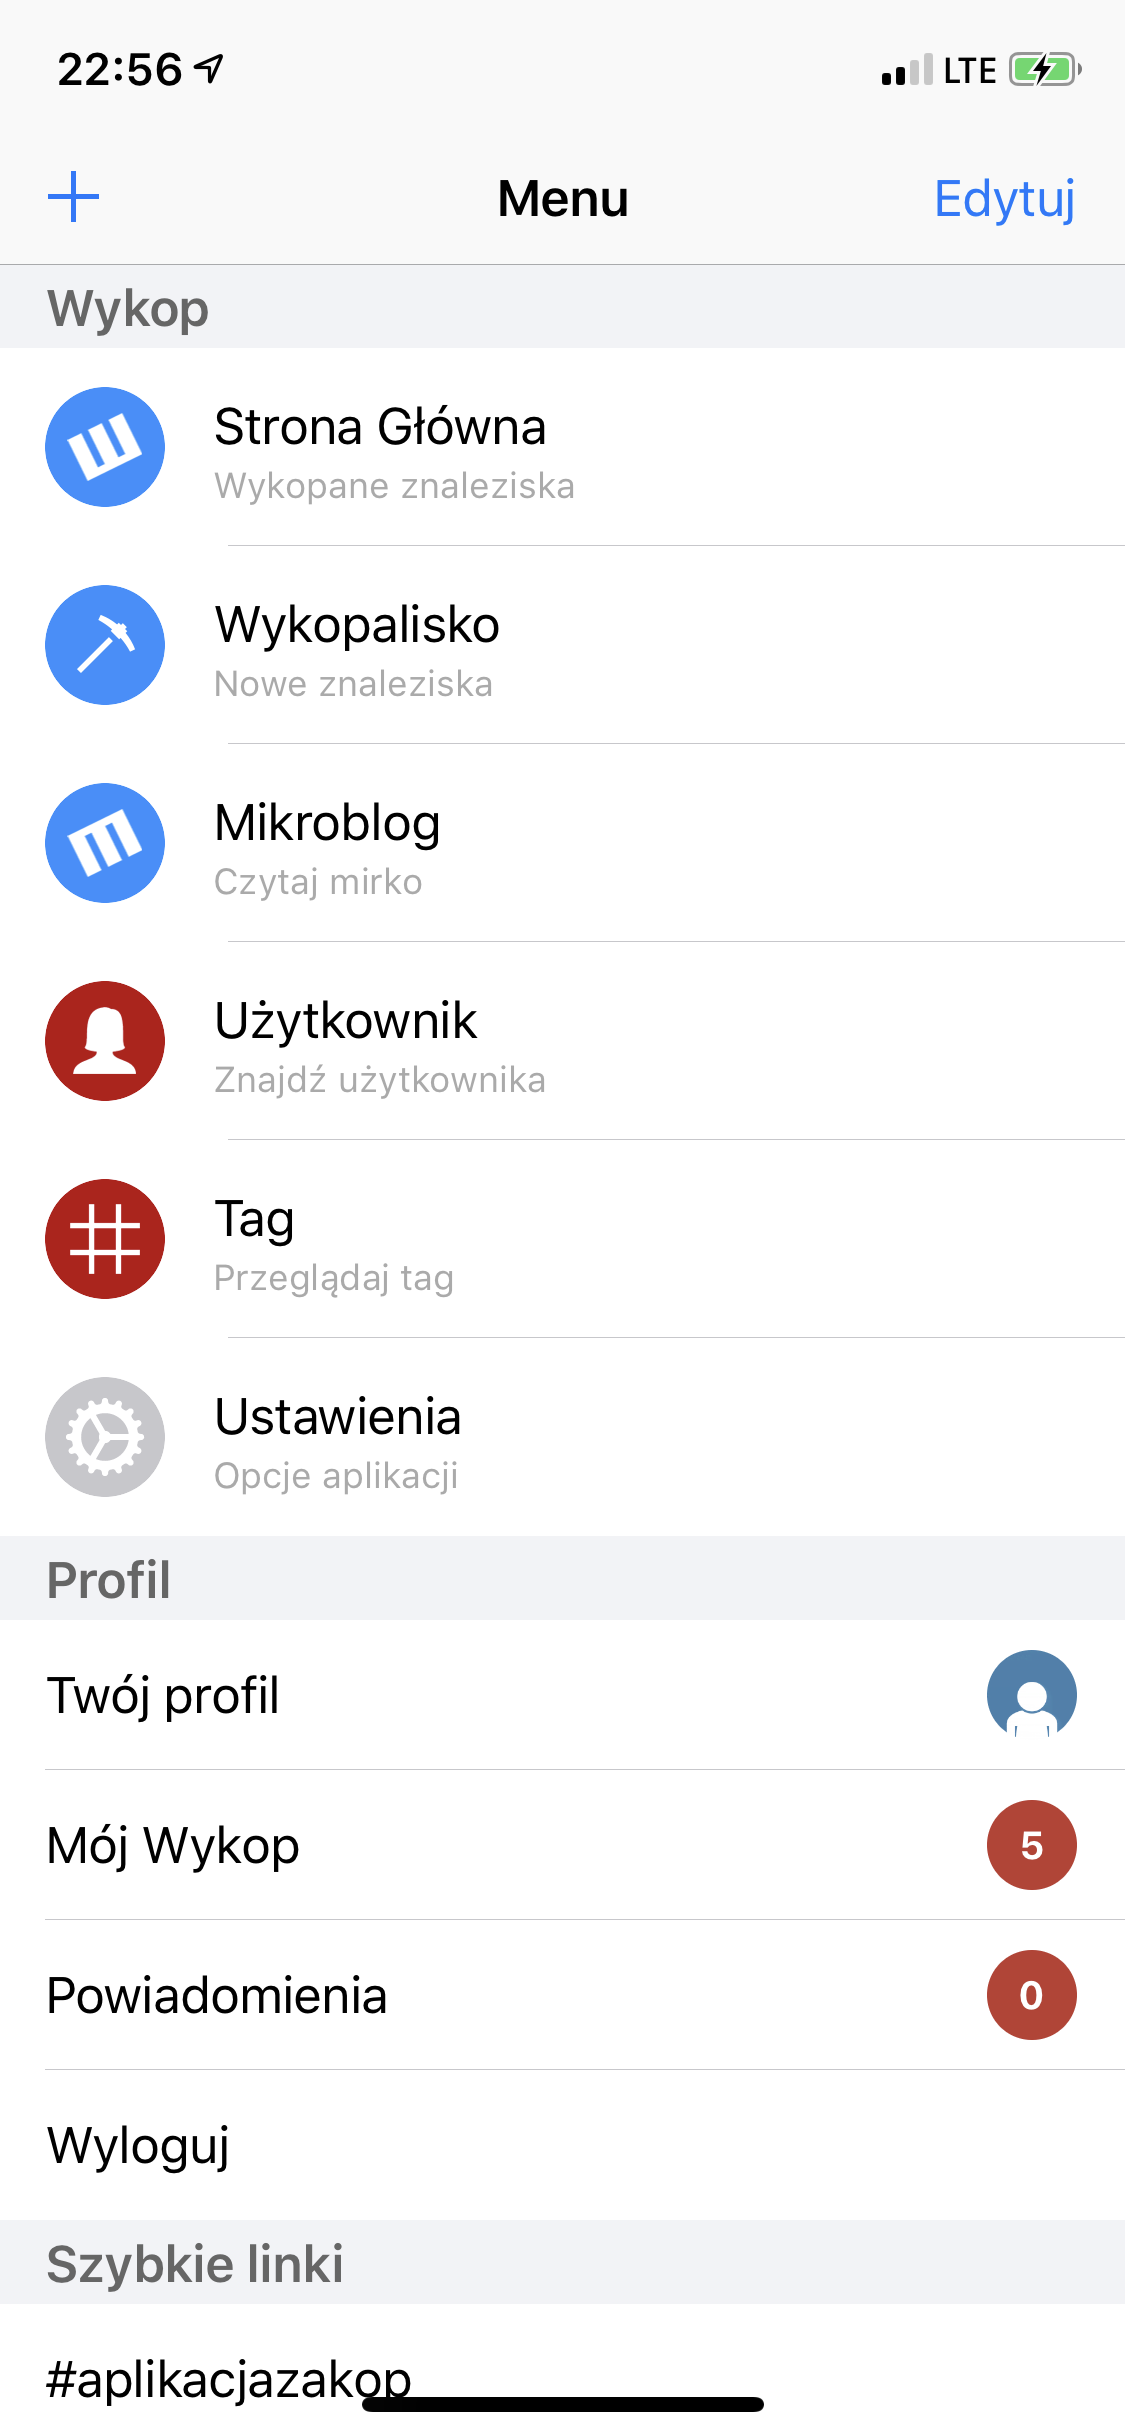 22:56 LTE
Menu Edytuj
Wykop
Strona Główna
Wykopane znaleziska
Wykopalisko
Nowe znaleziska
Mikroblog
Czytaj mirko
Użytkownik
Znajdź użytkownika
Tag
Przeglądaj tag
Ustawienia
Opcje aplikacji
Profil
Twój profil
Mój Wykop 5
Powiadomienia 0
Wyloguj
Szybkie linki
#aplikacjazakop